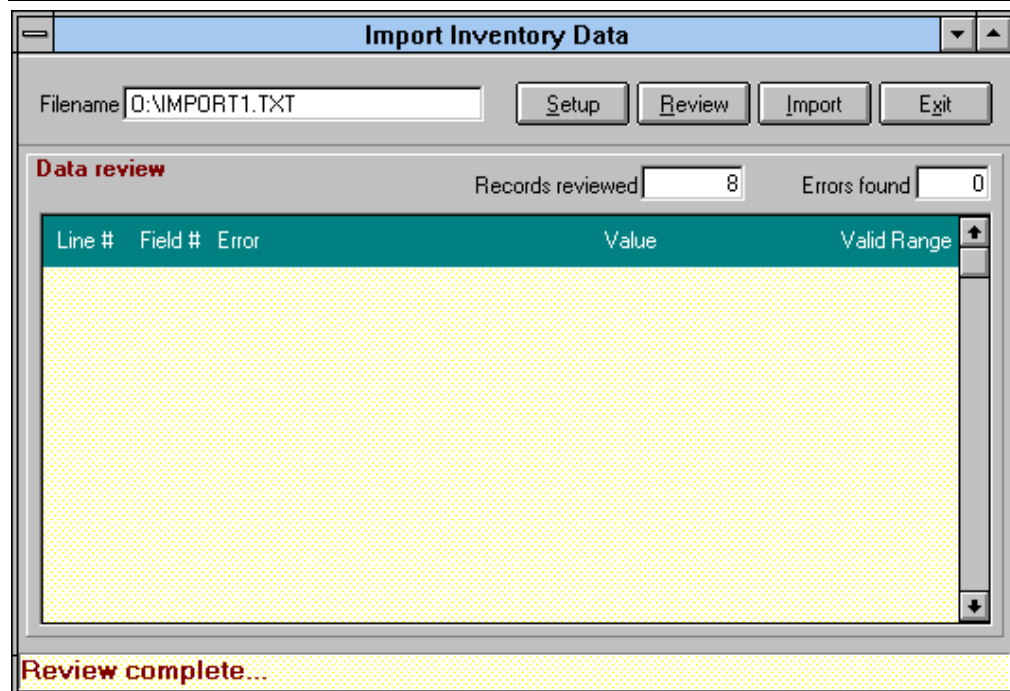 Import Inventory Data
Filename O:\IMPORT1.TXT Setup Review Import Exit
Data review
Records reviewed 8 Errors found 0
Line # Field # Error Value Valid Range
Review complete...